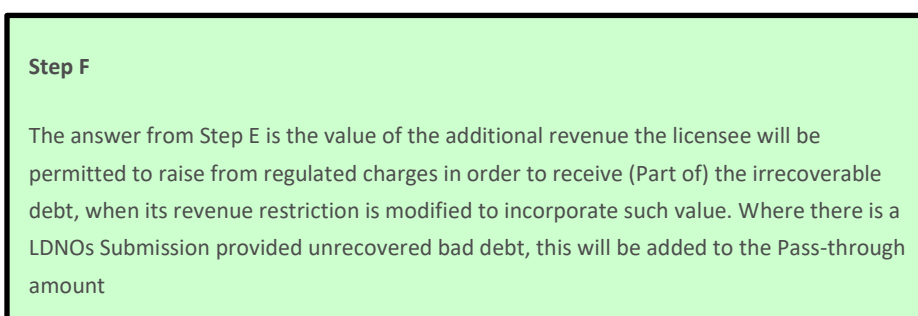 Step F
The answer from Step E is the value of the additional revenue the licensee will be
permitted to raise from regulated charges in order to receive (Part of) the irrecoverable
debt, when its revenue restriction is modified to incorporate such value. Where there is a
LDNOs Submission provided unrecovered bad debt, this will be added to the Pass-through
amount